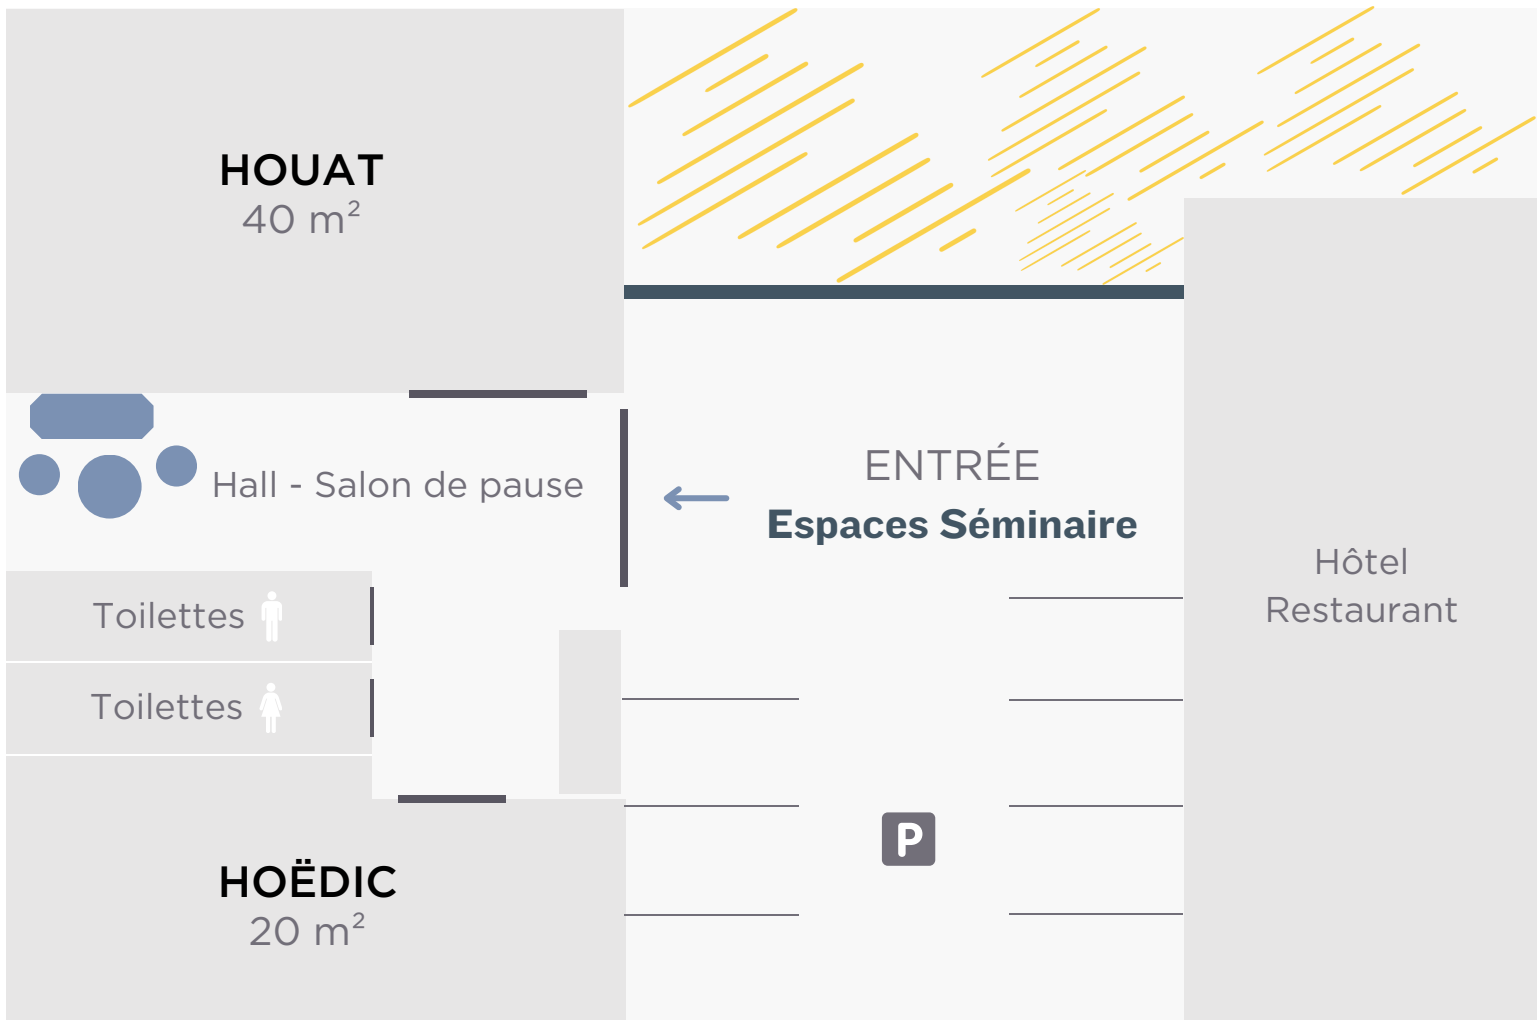 HOUAT
40 m²
Hall - Salon de pause
ENTRÉE
Espaces Séminaire
Hôtel
Restaurant
Toilettes
Toilettes
P
HOËDIC
20 m²